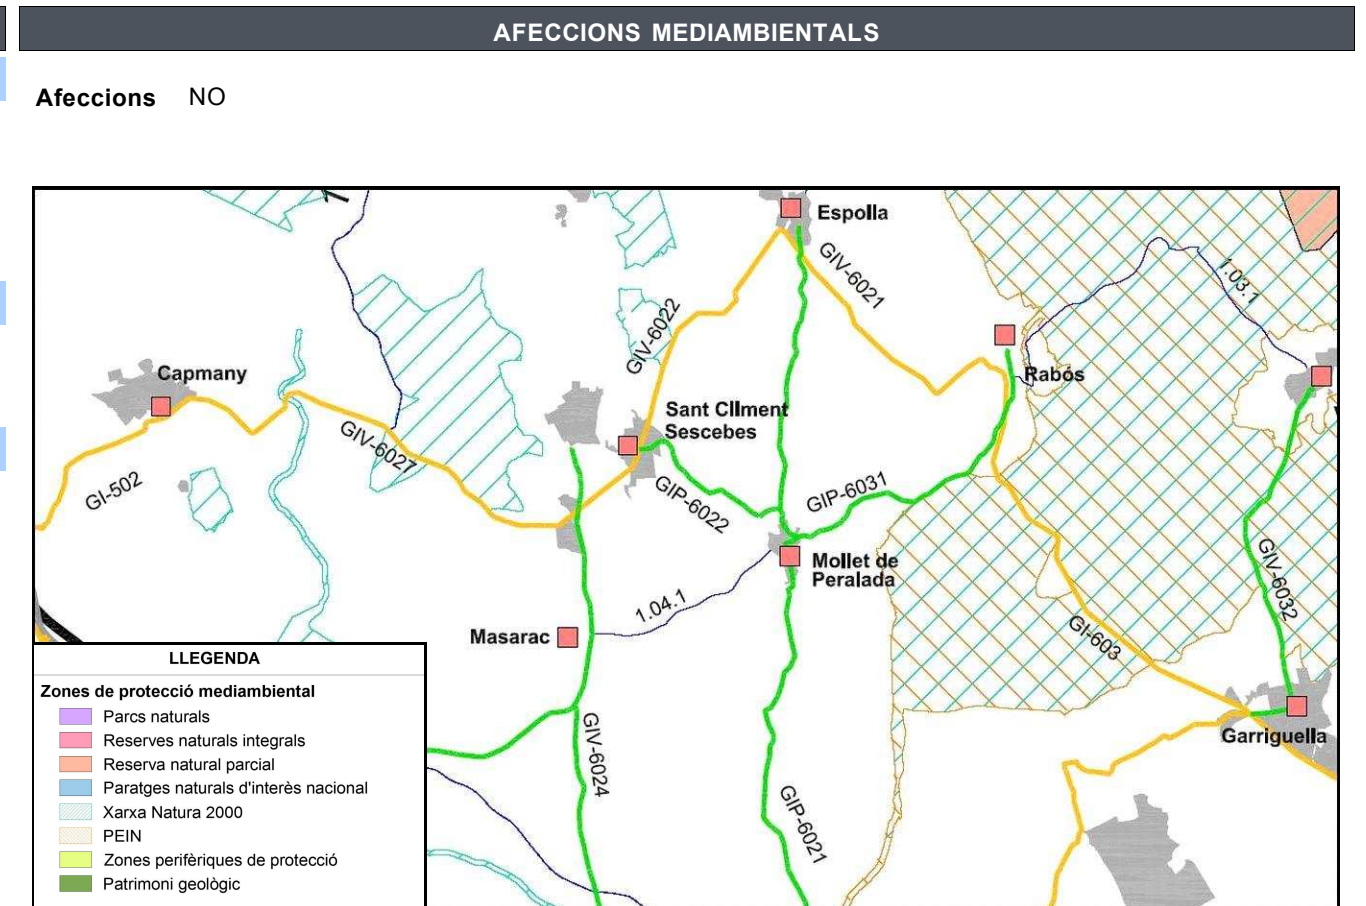 AFECCIONS MEDIAMBIENTALS
Afeccions NO
Espolla
GIV-6021
1.03.1
GIV-6022
Capmany
Rabós
Sant Cllment
Sescebes
GIV-6027
GI-502
GIP-6022
GIP-6031
Mollet de
Peralada
GIV-6032
1.04.1
Masarac
GI-603
Garriguella
GIV-6024
GIP-6021
LLEGENDA
Zones de protecció mediambiental
Parcs naturals
Reserves naturals integrals
Reserva natural parcial
Paratges naturals d'interès nacional
Xarxa Natura 2000
PEIN
Zones perifèriques de protecció
Patrimoni geològic